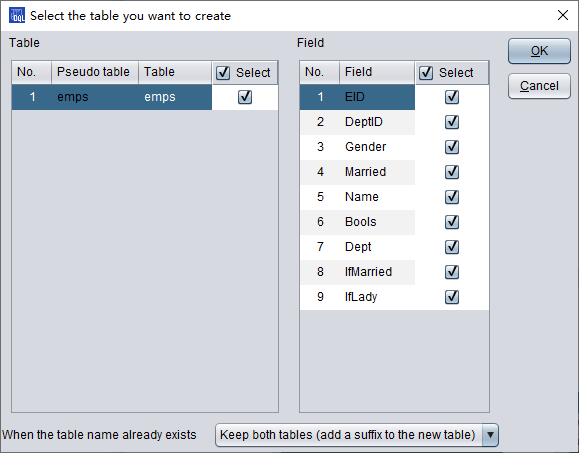 DQL Select the table you want to create
Table
Field
OK
Cancel
No. Pseudo table Table Select
1 emps emps
No. Field Select
1 EID
2 DeptID
3 Gender
4 Married
5 Name
6 Bools
7 Dept
8 IfMarried
9 IfLady
When the table name already exists Keep both tables (add a suffix to the new table)